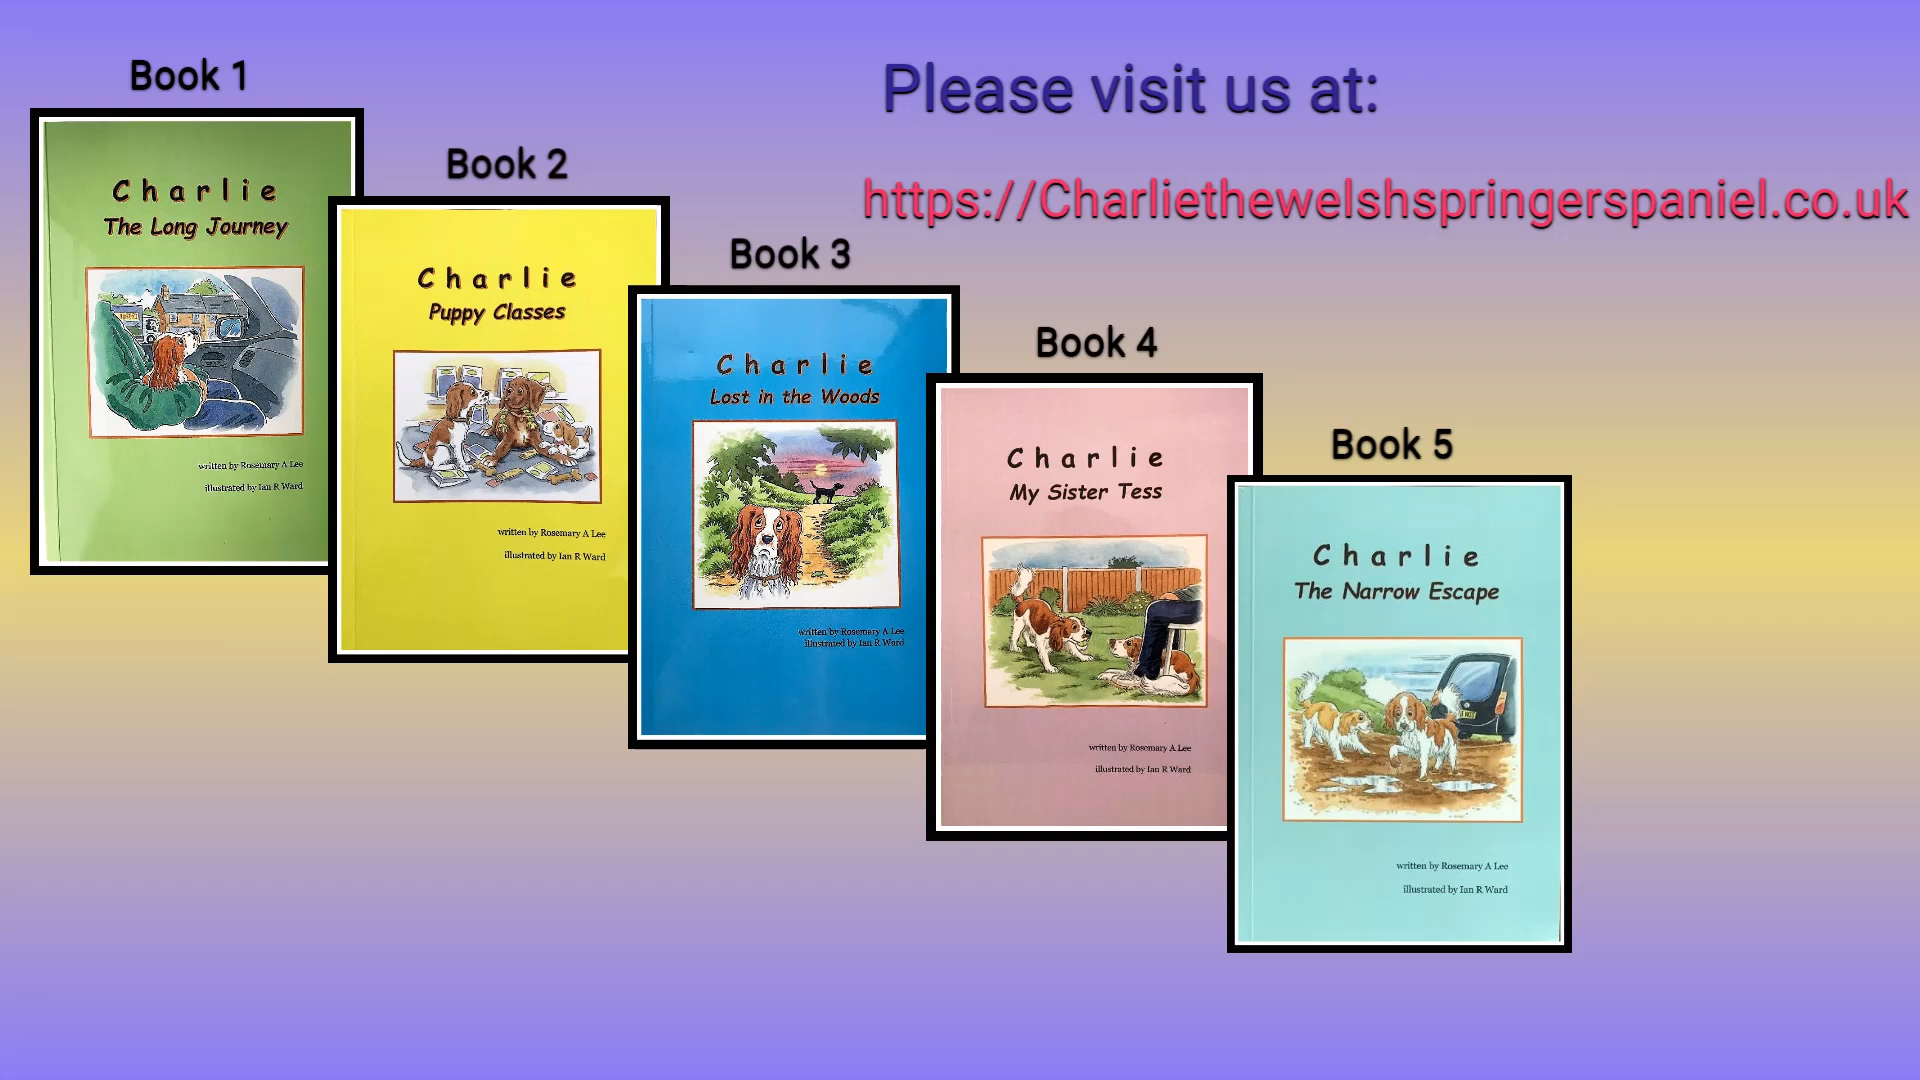 Book 1
Charlie
The Long Journey
written by Rosemary A Lee
illustrated by Ian R Ward
Book 2
Charlie
Puppy Classes
written by Rosemary A Lee
illustrated by Ian R Ward
Book 3
Charlie
Lost in the Woods
written by Rosemary A Lee
illustrated by Ian R Ward
Book 4
Charlie
My Sister Tess
written by Rosemary A Lee
illustrated by Ian R Ward
Book 5
Charlie
The Narrow Escape
written by Rosemary A Lee
illustrated by Ian R Ward
Please visit us at:
https://Charliethewelshspringerspaniel.co.uk